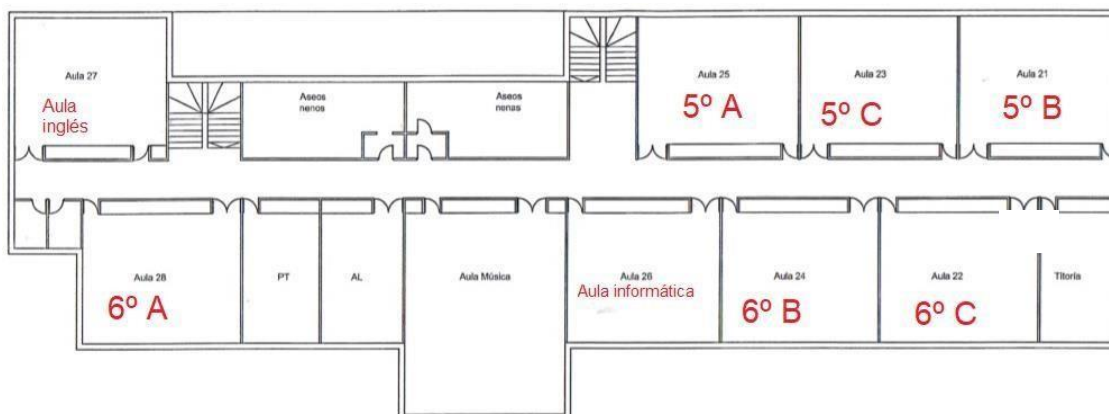 Aula 27
Aula
inglés
Aseos
nenos
Aseos
nenas
Aula 25
5º A
Aula 23
5º C
Aula 21
5º B
Aula 28
6º A
PT
AL
Aula Música
Aula 26
Aula informática
Aula 24
6º B
Aula 22
6º C
Titoría